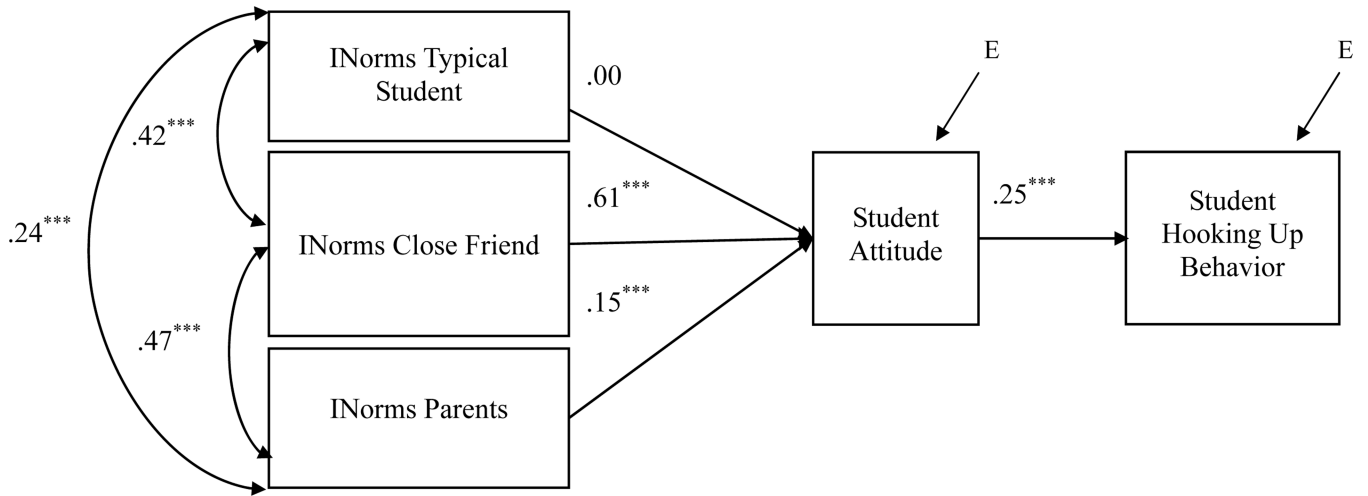 INorms Typical
Student
.00
E
E
.42***
.24***
INorms Close Friend
.61***
Student
Attitude
.25***
Student
Hooking Up
Behavior
.15***
.47***
INorms Parents